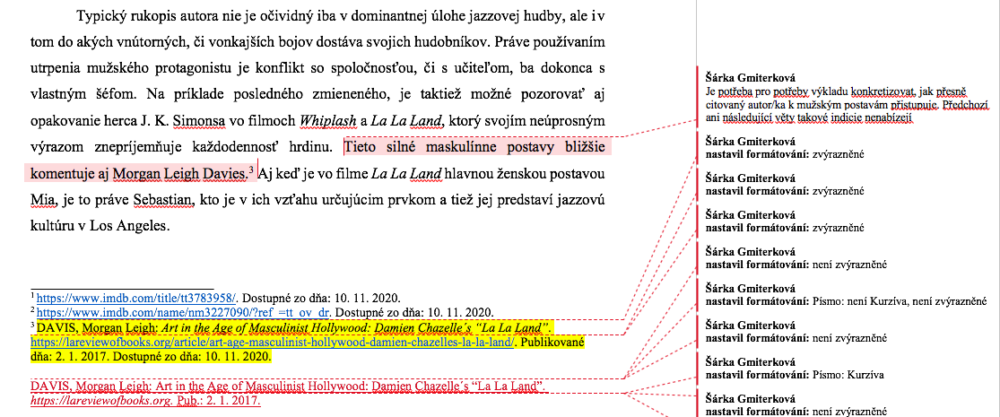 Typický rukopis autora nie je očividný iba v dominantnej úlohe jazzovej hudby, ale i v
tom do akých vnútorných, či vonkajších bojov dostáva svojich hudobníkov. Práve používaním
utrpenia mužského protagonistu je konflikt so spoločnosťou, či s učiteľom, ba dokonca s
vlastným šéfom. Na príklade posledného zmieneného, je taktiež možné pozorovať aj
opakovanie herca J. K. Simonsa vo filmoch Whiplash a La La Land, ktorý svojím neúprosným
výrazom znepríjemňuje každodennosť hrdinu. Tieto silné maskulínne postavy bližšie
komentuje aj Morgan Leigh Davies.3 Aj keď je vo filme La La Land hlavnou ženskou postavou
Mia, je to práve Sebastian, kto je v ich vzťahu určujúcim prvkom a tiež jej predstaví jazzovú
kultúru v Los Angeles.
1 https://www.imdb.com/title/tt3783958/. Dostupné zo dňa: 10. 11. 2020.
2 https://www.imdb.com/name/nm3227090/?ref_=tt_ov_dr. Dostupné zo dňa: 10. 11. 2020.
3 DAVIS, Morgan Leigh: Art in the Age of Masculinist Hollywood: Damien Chazelle´s “La La Land”.
https://lareviewofbooks.org/article/art-age-masculinist-hollywood-damien-chazelles-la-la-land/. Publikované
dňa: 2. 1. 2017. Dostupné zo dňa: 10. 11. 2020.
DAVIS, Morgan Leigh: Art in the Age of Masculinist Hollywood: Damien Chazelle´s “La La Land”.
https://lareviewofbooks.org. Pub.: 2. 1. 2017.
Šárka Gmiterková
Je potřeba pro potřeby výkladu konkretizovat, jak přesně
citovaný autor/ka k mužským postavám přistupuje. Předchozí
ani následující věty takové indicie nenabízejí
Šárka Gmiterková
nastavil formátování: zvýrazněné
Šárka Gmiterková
nastavil formátování: zvýrazněné
Šárka Gmiterková
nastavil formátování: zvýrazněné
Šárka Gmiterková
nastavil formátování: není zvýrazněné
Šárka Gmiterková
nastavil formátování: Písmo: není Kurzíva, není zvýrazněné
Šárka Gmiterková
nastavil formátování: není zvýrazněné
Šárka Gmiterková
nastavil formátování: Písmo: Kurzíva
Šárka Gmiterková
nastavil formátování: není zvýrazněné